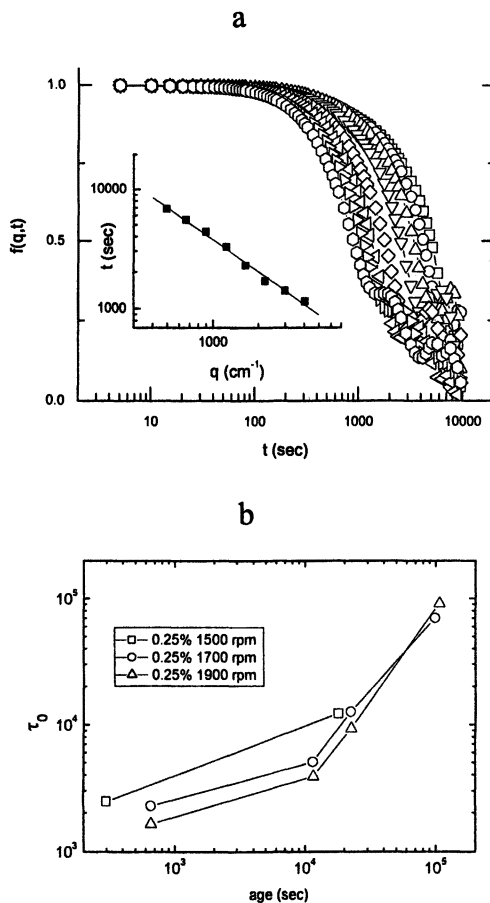 a
1.0
0.5
0.0
f(q,t)
10 100 1000 10000
t (sec)
10000
1000
t (sec)
1000
q (cm⁻¹)
b
10⁵
10⁴
10³
τ₀
0.25% 1500 rpm
0.25% 1700 rpm
0.25% 1900 rpm
10³ 10⁴ 10⁵
age (sec)